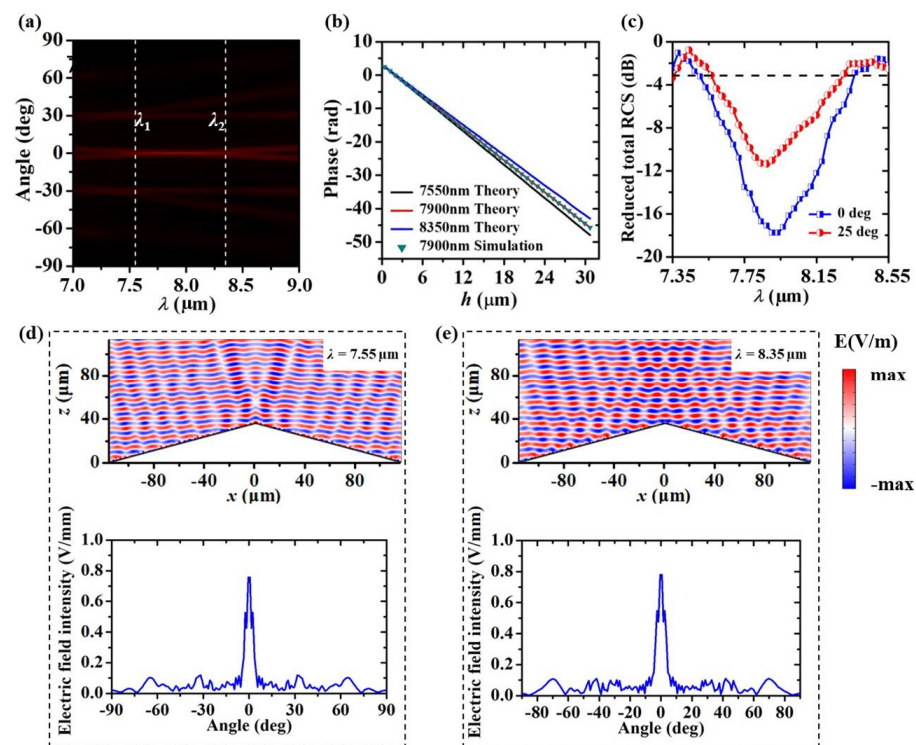 (a)
90
60
30
0
-30
-60
-90
Angle (deg)
λ1
λ2
7.0
7.5
8.0
8.5
9.0
λ (μm)
(b)
10
0
-10
-20
-30
-40
-50
Phase (rad)
7550nm Theory
7900nm Theory
8350nm Theory
7900nm Simulation
0
6
12
18
24
30
h (μm)
(c)
0
-4
-8
-12
-16
-20
Reduced total RCS (dB)
0 deg
25 deg
7.35
7.75
8.15
8.55
λ (μm)
(d)
λ = 7.55 μm
z (μm)
80
40
0
-80
-40
0
40
80
x (μm)
Electric field intensity (V/mm)
1.0
0.8
0.6
0.4
0.2
0.0
-90
-60
-30
0
30
60
90
Angle (deg)
(e)
λ = 8.35 μm
z (μm)
80
40
0
-80
-40
0
40
80
x (μm)
E(V/m)
max
-max
Electric field intensity (V/mm)
1.0
0.8
0.6
0.4
0.2
0.0
-80
-60
-40
-20
0
20
40
60
80
Angle (deg)